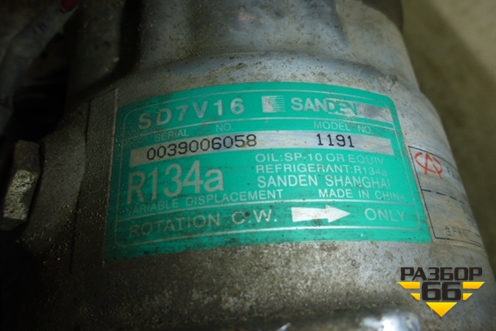 SD7V16 SANDEN
SERIAL NO. MODEL NO.
0039006058 1191
R134a
OIL:SP-10 OR EQUIV
REFRIGERANT:R134a
SANDEN SHANGHAI
VARIABLE DISPLACEMENT MADE IN CHINA
ROTATION C.W. ONLY
РАЗБОР
66